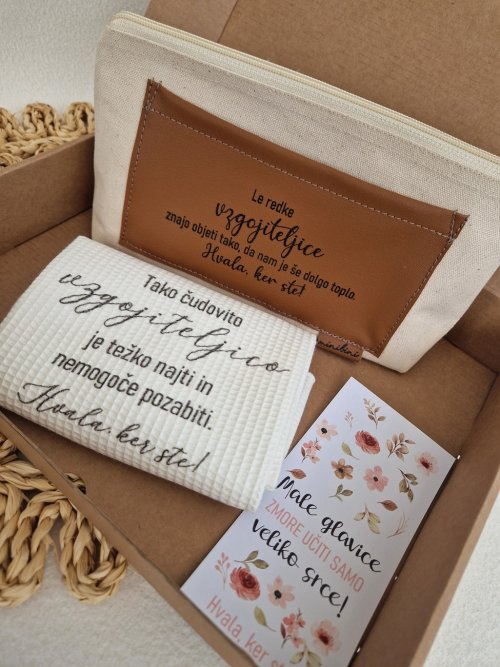 Le redke
vzgojiteljice
znajo objeti tako, da nam je še dolgo toplo.
Hvala, ker ste!
Tako čudovito
vzgojiteljico
je težko najti in
nemogoče pozabiti.
Hvala, ker ste!
Male glavice
ZMORE UČITI SAMO
veliko srce!
Hvala, ker